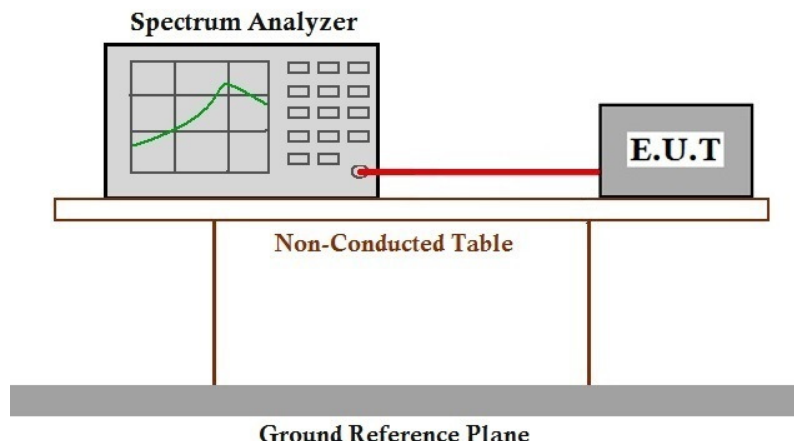 Spectrum Analyzer
E.U.T
Non-Conducted Table
Ground Reference Plane